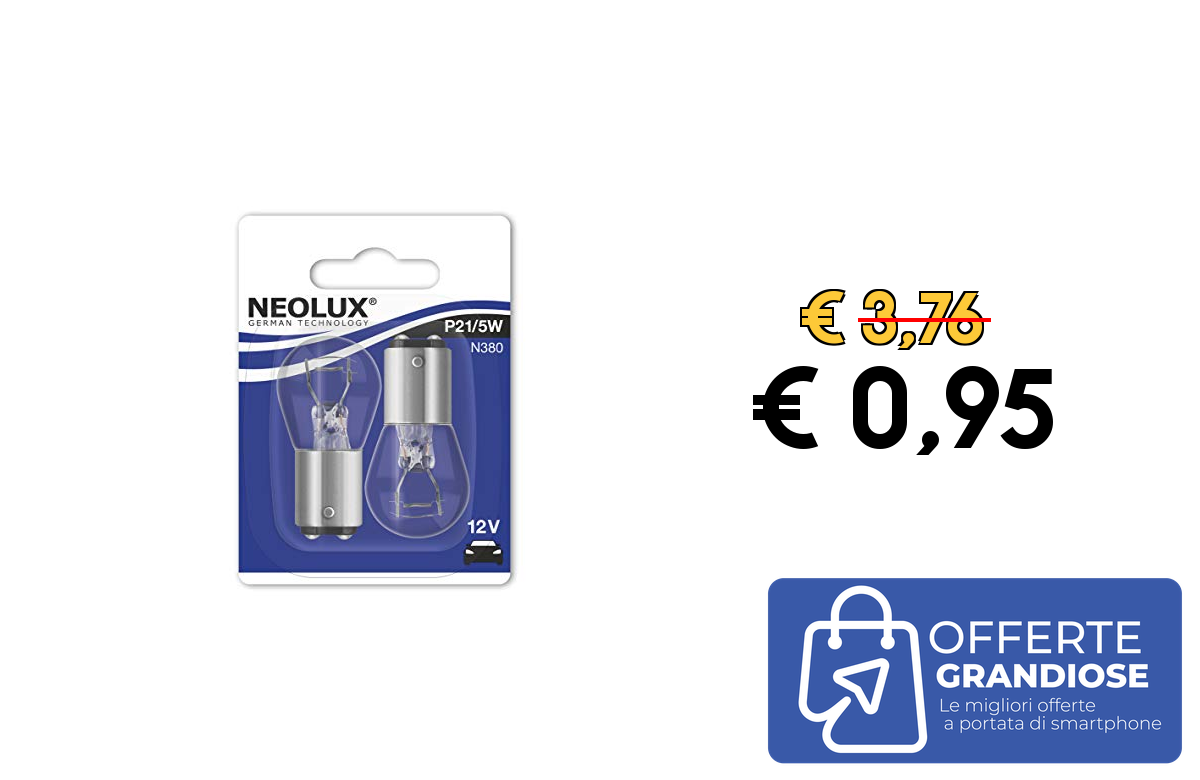 NEOLUX®
GERMAN TECHNOLOGY
P21/5W
N380
12V
€ 3,76
€ 0,95
OFFERTE
GRANDIOSE
Le migliori offerte
a portata di smartphone